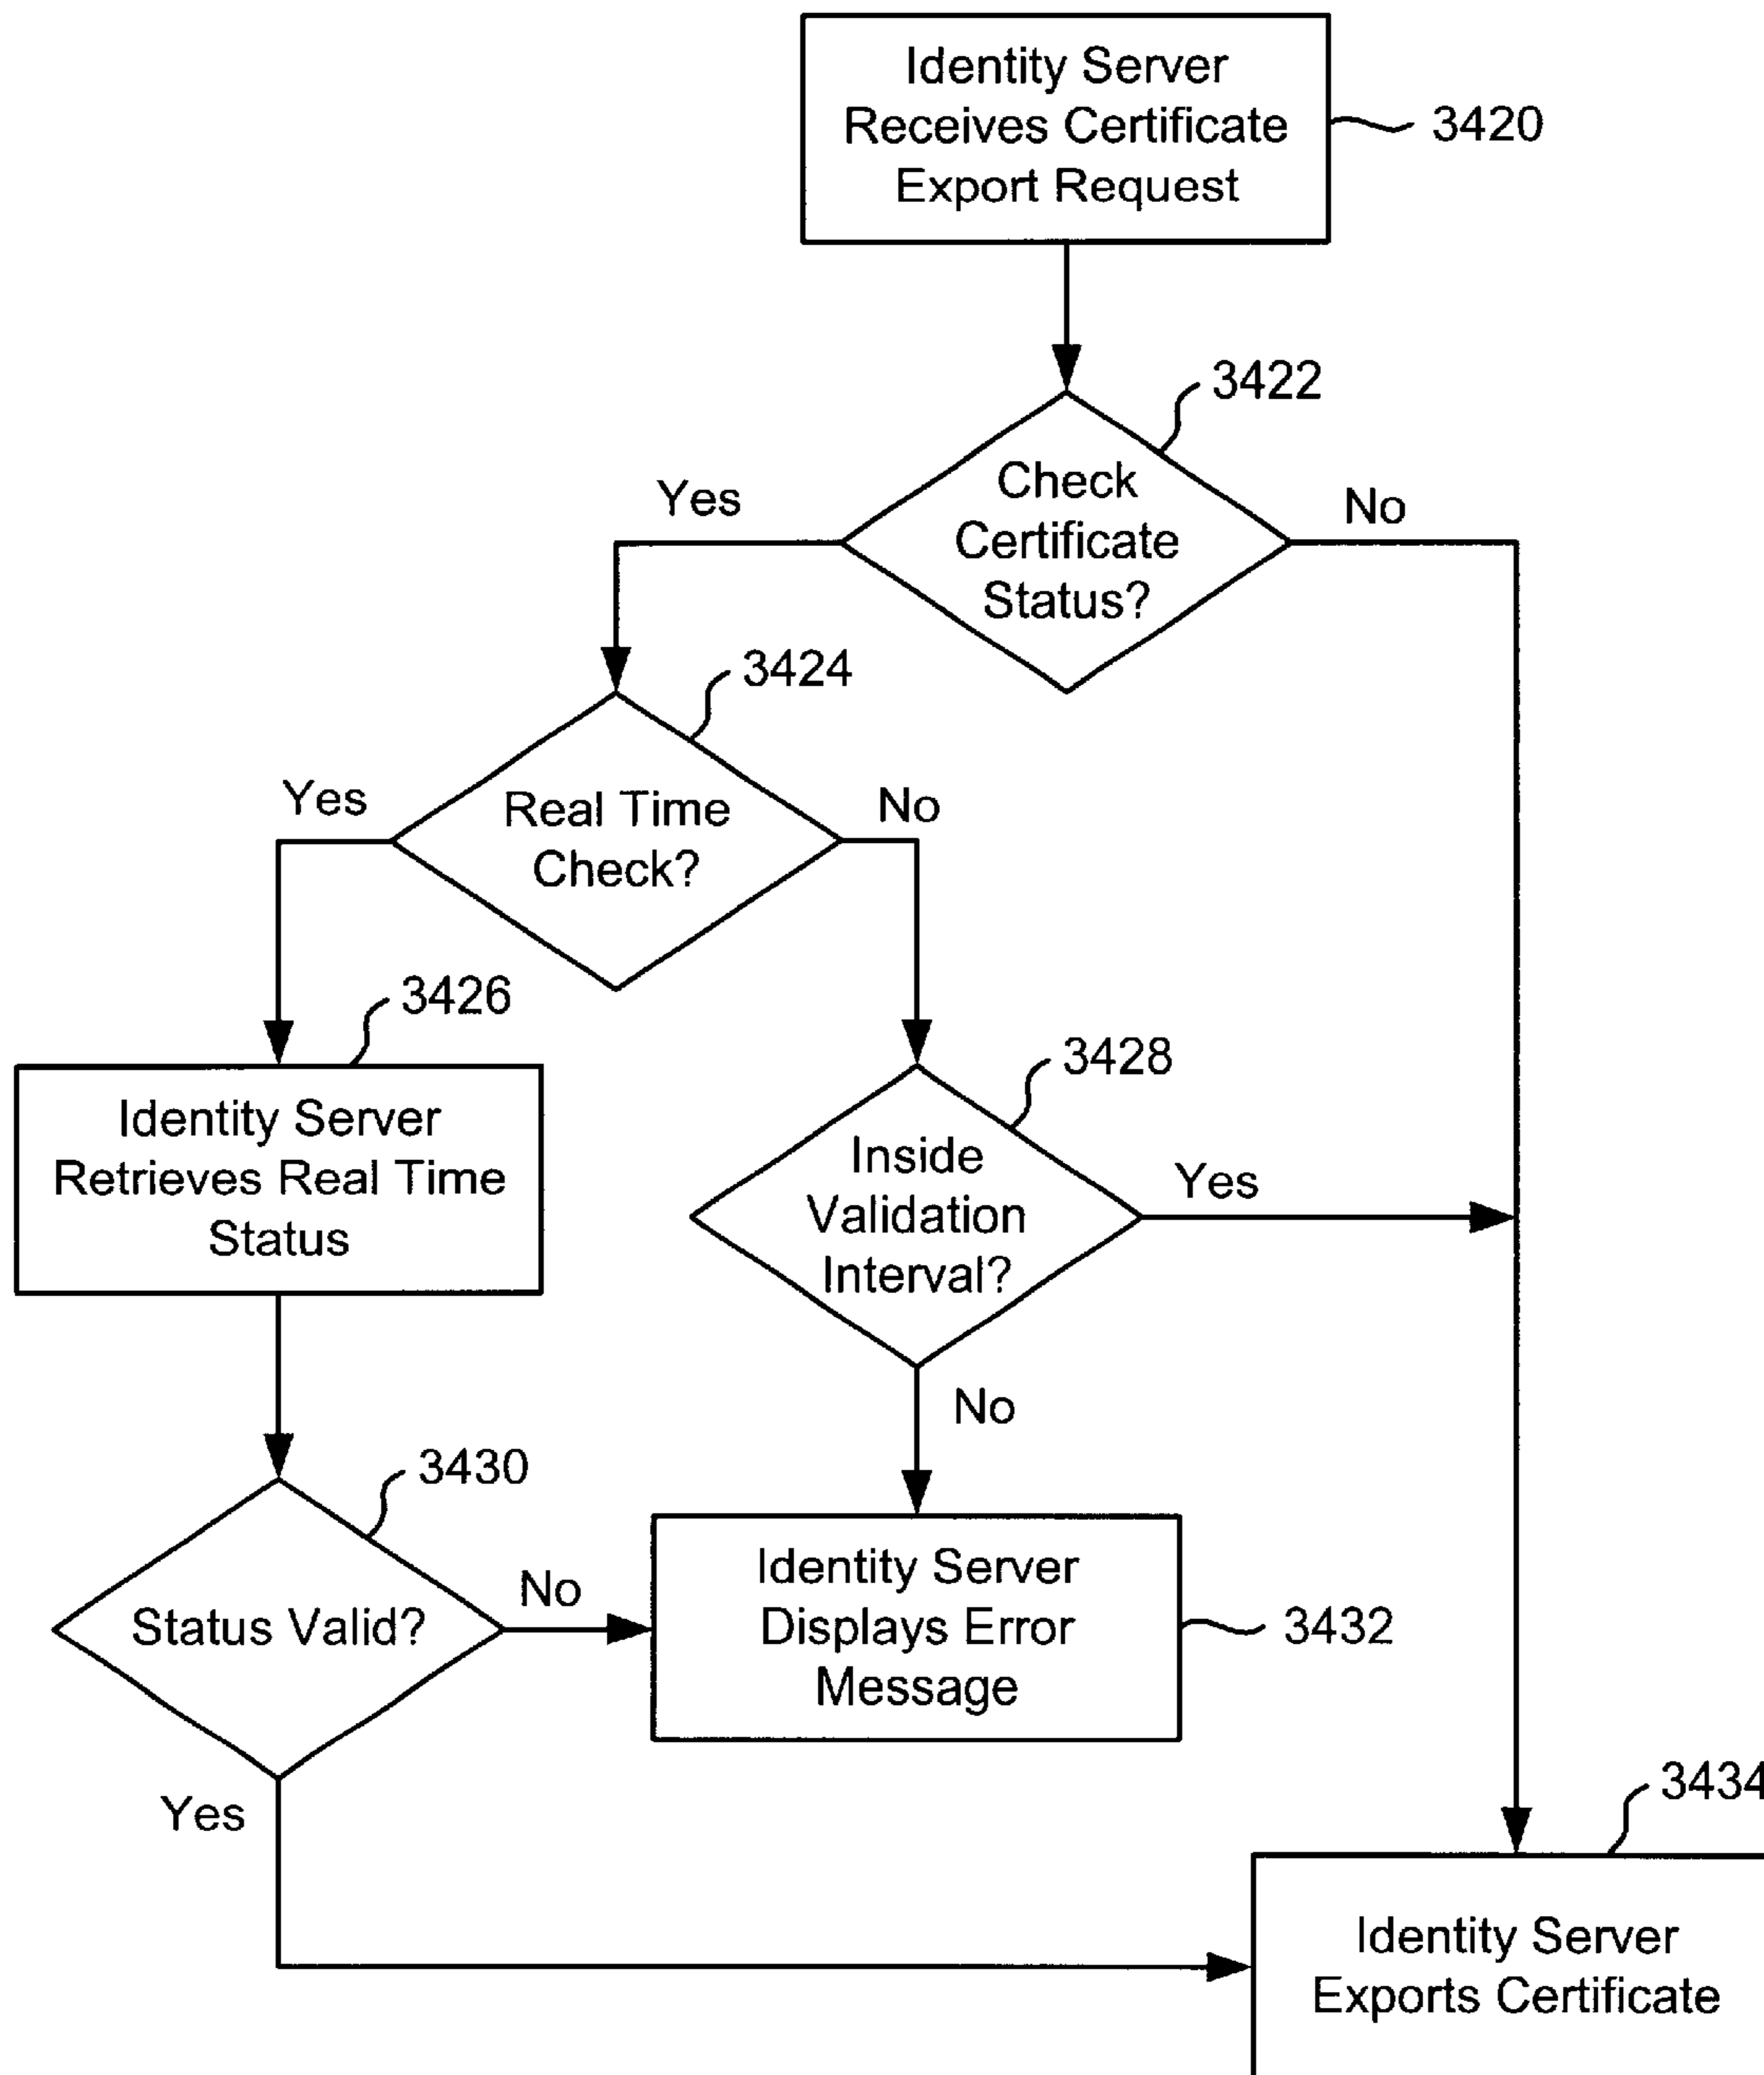 Identity Server
Receives Certificate
Export Request
3420
3422
Check
Certificate
Status?
Yes
No
3424
Real Time
Check?
Yes
No
3426
Identity Server
Retrieves Real Time
Status
3428
Inside
Validation
Interval?
Yes
No
3430
Status Valid?
No
Yes
Identity Server
Displays Error
Message
3432
3434
Identity Server
Exports Certificate